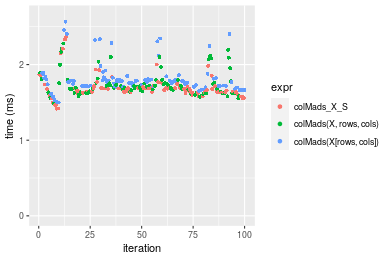 time (ms)
2
1
0
0
25
50
75
100
iteration
expr
colMads_X_S
colMads(X, rows, cols)
colMads(X[rows, cols])